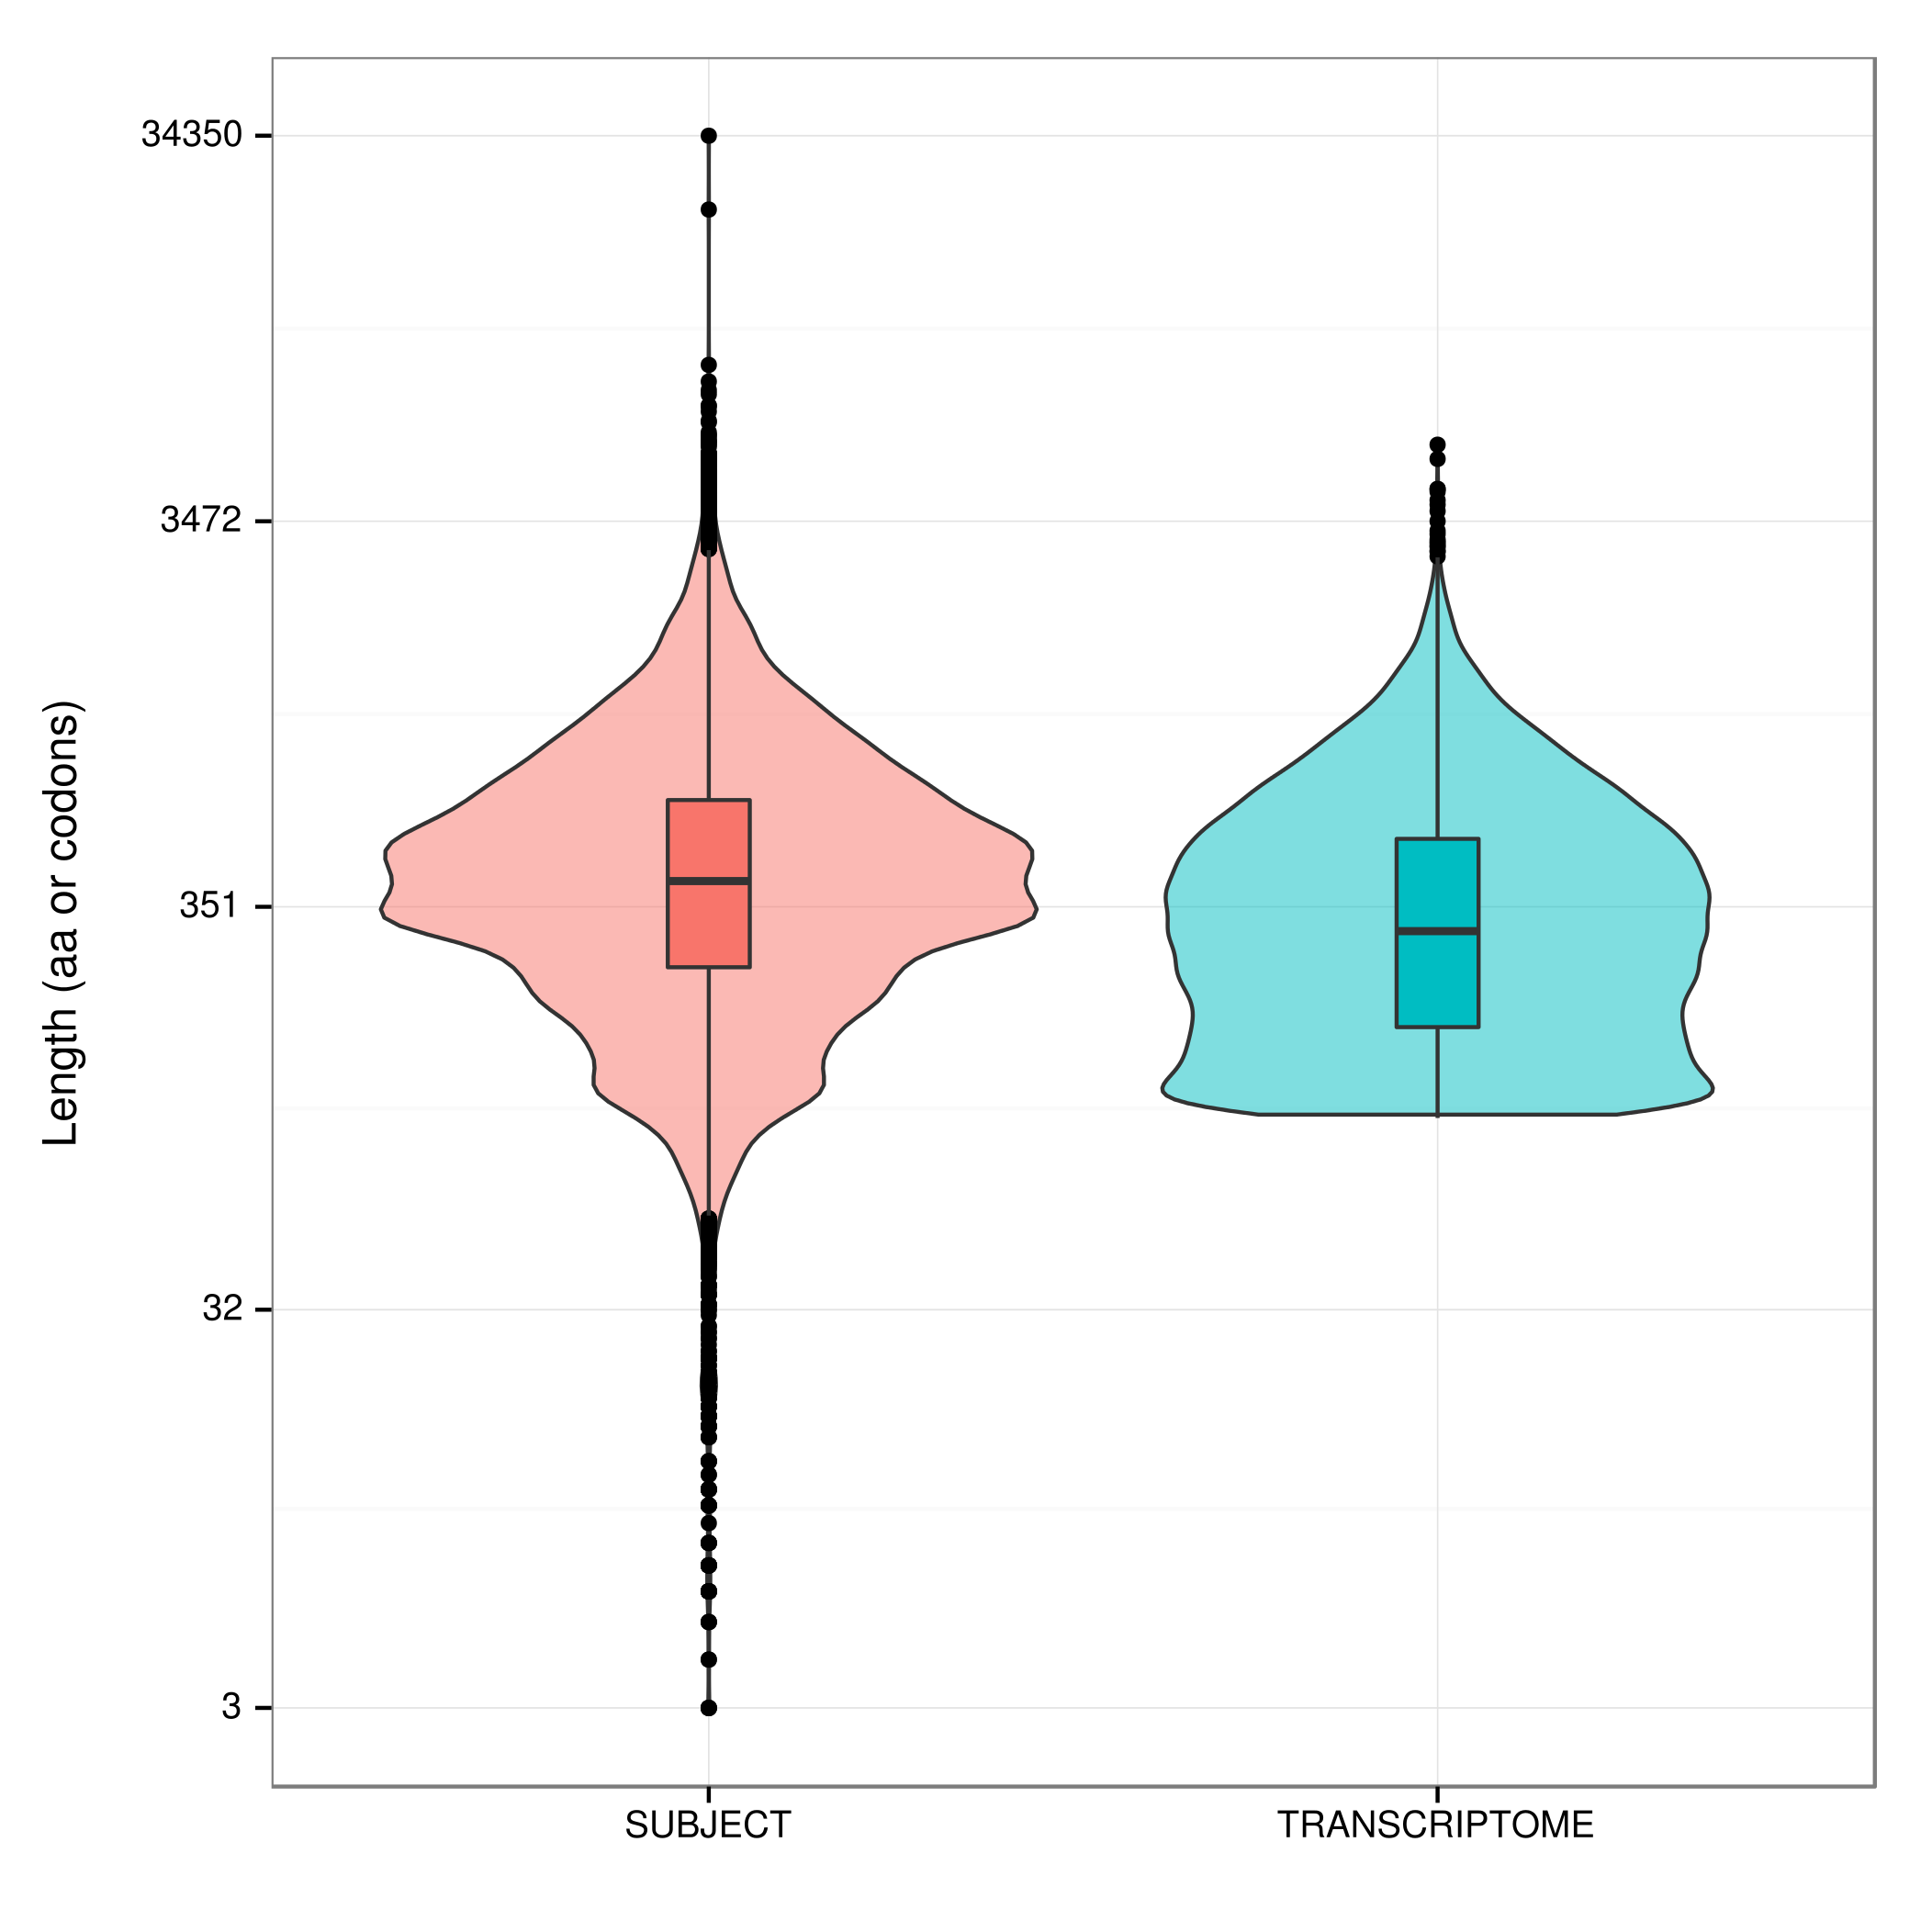 Length (aa or codons)
34350
3472
351
32
3
SUBJECT
TRANSCRIPTOME